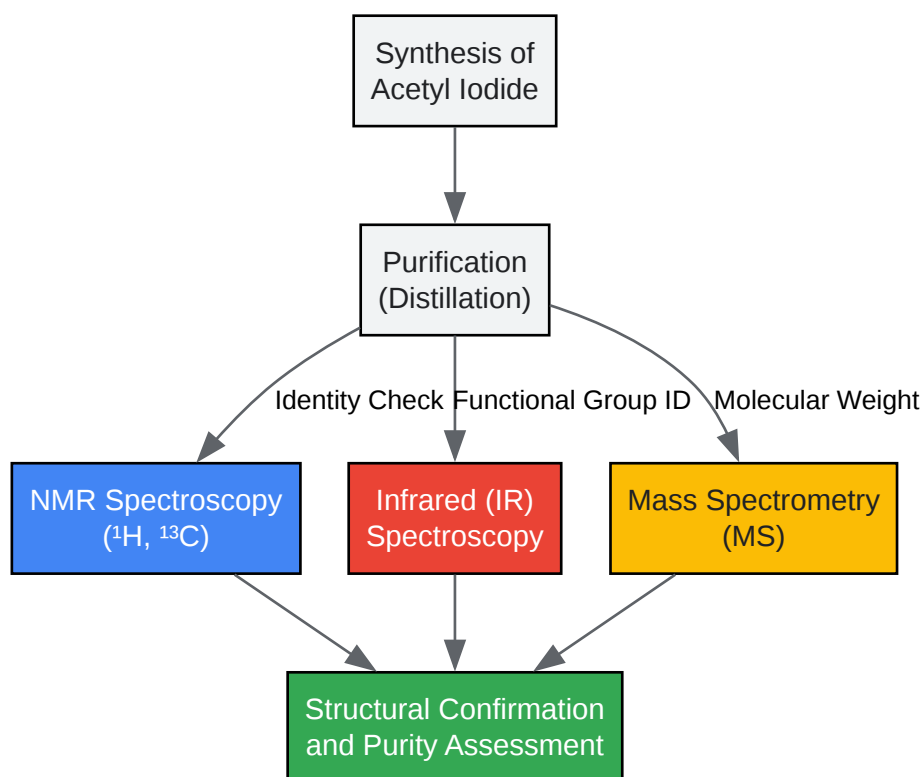 Synthesis of
Acetyl Iodide
Purification
(Distillation)
Identity Check
Functional Group ID
Molecular Weight
NMR Spectroscopy
(¹H, ¹³C)
Infrared (IR)
Spectroscopy
Mass Spectrometry
(MS)
Structural Confirmation
and Purity Assessment